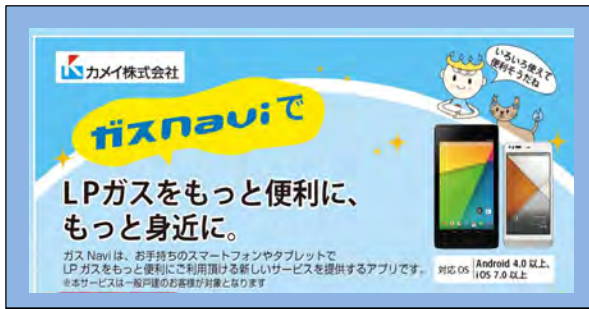 カメイ株式会社
いろいろ使えて
便利そうだね
ガスnaviで
LPガスをもっと便利に、
もっと身近に。
ガス Navi は、お手持ちのスマートフォンやタブレットで
LP ガスをもっと便利にご利用頂ける新しいサービスを提供するアプリです。
※本サービスは一般戸建のお客様が対象となります
対応 OS
Android 4.0 以上、
iOS 7.0 以上